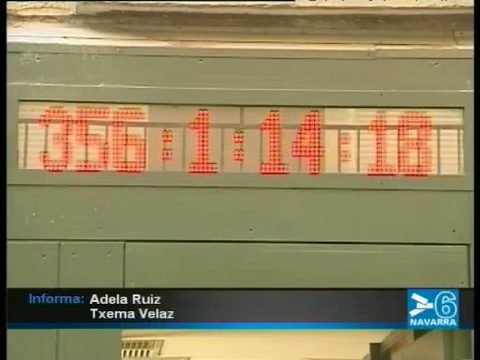 356:1:14:18
Informa: Adela Ruiz
Txema Velaz
6
NAVARRA